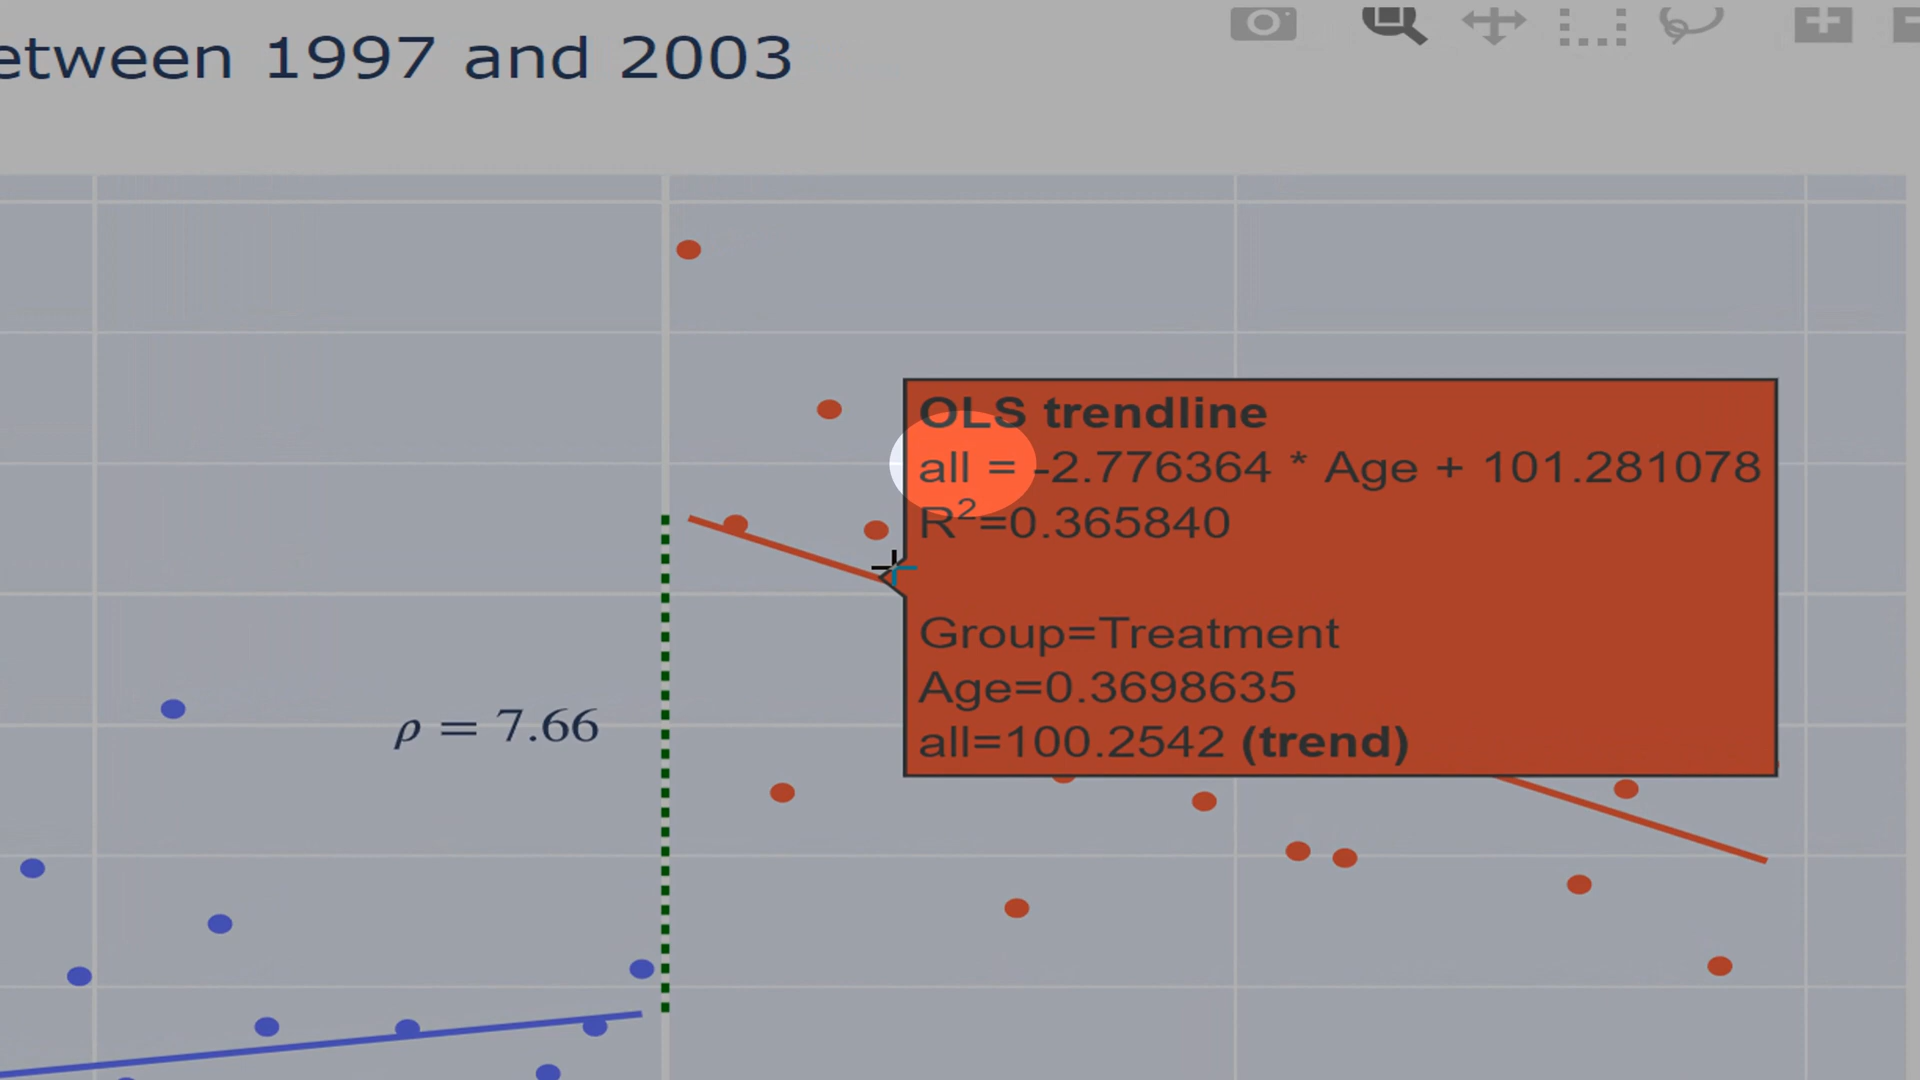 etween 1997 and 2003
OLS trendline
all = -2.776364 * Age + 101.281078
R²=0.365840
Group=Treatment
Age=0.3698635
all=100.2542 (trend)
ρ = 7.66